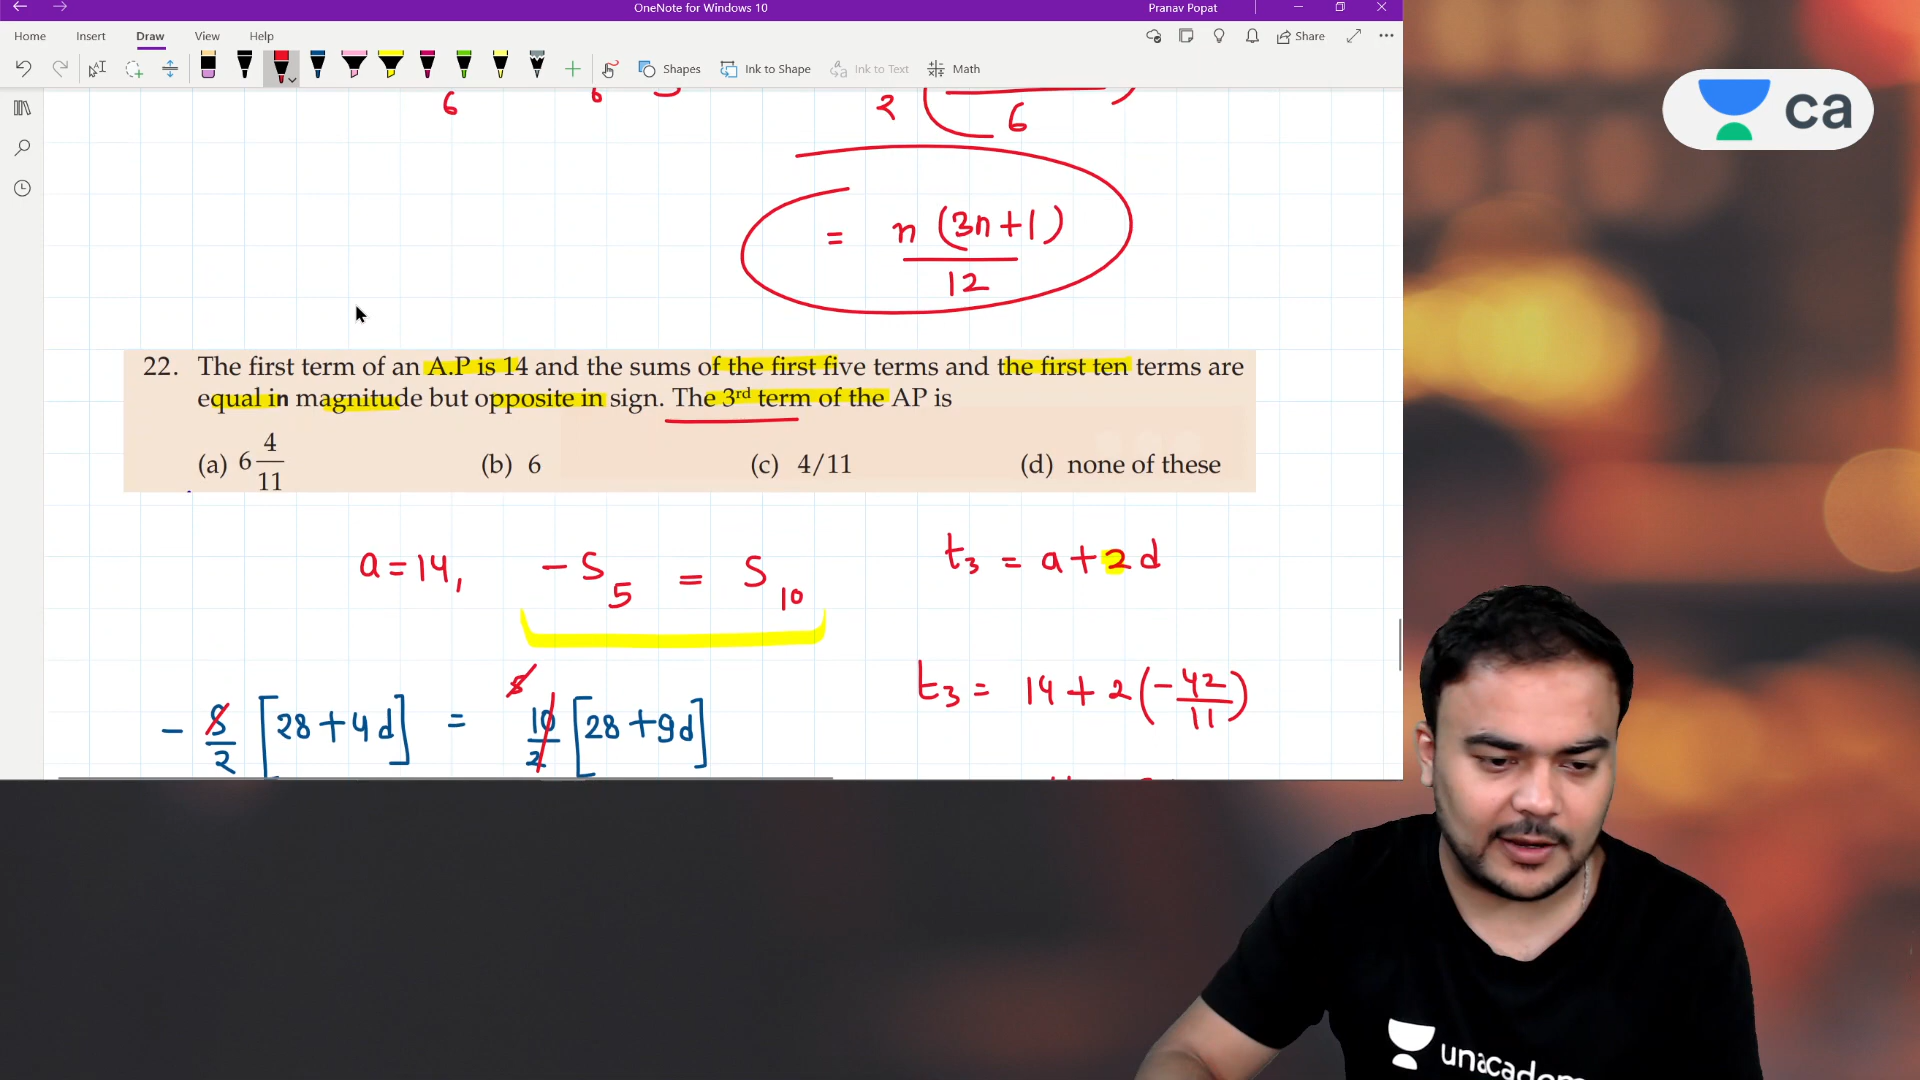 OneNote for Windows 10
Pranav Popat
Home Insert Draw View Help
Share
Shapes Ink to Shape Ink to Text Math
6 6 2 6
= n (3n+1)
12
22. The first term of an A.P is 14 and the sums of the first five terms and the first ten terms are
equal in magnitude but opposite in sign. The 3rd term of the AP is
(a) 6 4/11 (b) 6 (c) 4/11 (d) none of these
a = 14, - S5 = S10
t3 = a + 2d
t3 = 14 + 2(-42/11)
5
- 5/2 [28 + 4d] = 10/2 [28 + 9d]
ca
unacadem